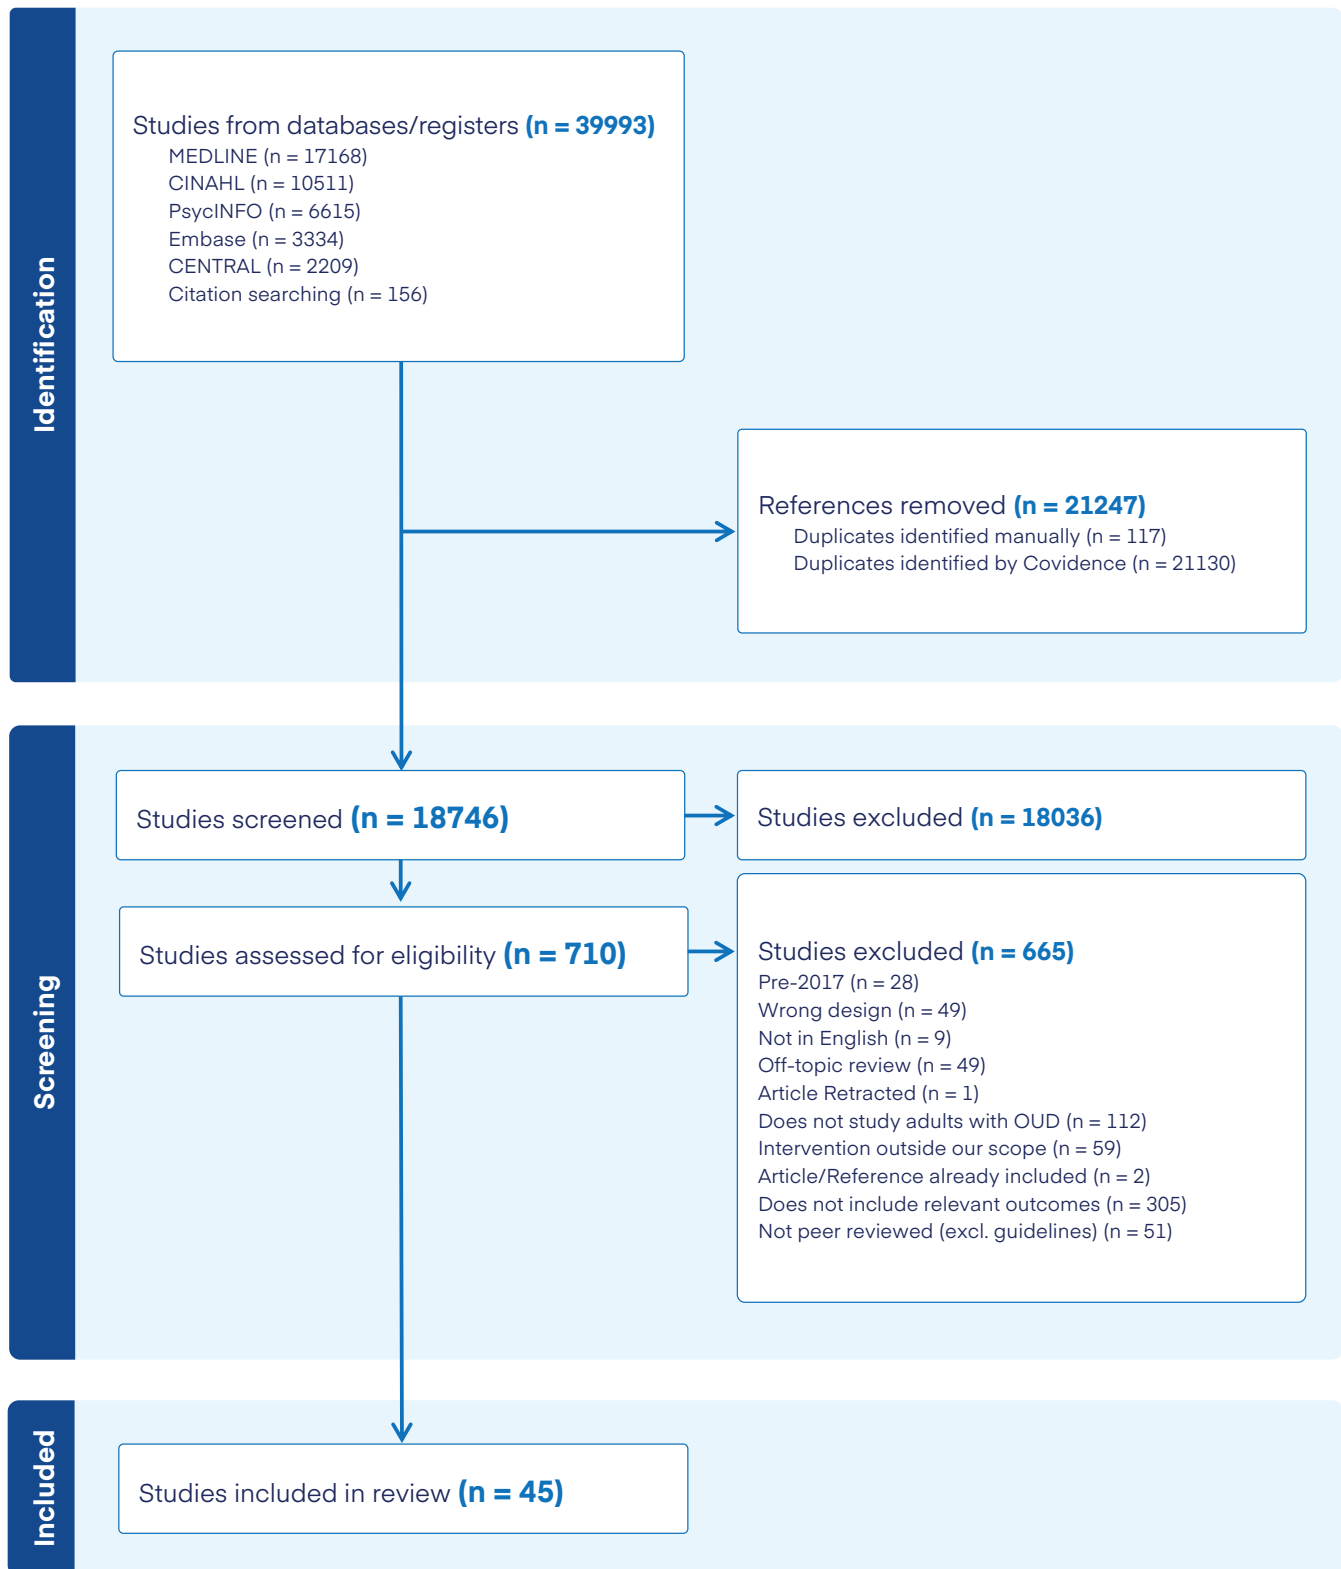 Identification
Studies from databases/registers (n = 39993)
MEDLINE (n = 17168)
CINAHL (n = 10511)
PsycINFO (n = 6615)
Embase (n = 3334)
CENTRAL (n = 2209)
Citation searching (n = 156)
References removed (n = 21247)
Duplicates identified manually (n = 117)
Duplicates identified by Covidence (n = 21130)
Screening
Studies screened (n = 18746)
Studies excluded (n = 18036)
Studies assessed for eligibility (n = 710)
Studies excluded (n = 665)
Pre-2017 (n = 28)
Wrong design (n = 49)
Not in English (n = 9)
Off-topic review (n = 49)
Article Retracted (n = 1)
Does not study adults with OUD (n = 112)
Intervention outside our scope (n = 59)
Article/Reference already included (n = 2)
Does not include relevant outcomes (n = 305)
Not peer reviewed (excl. guidelines) (n = 51)
Included
Studies included in review (n = 45)